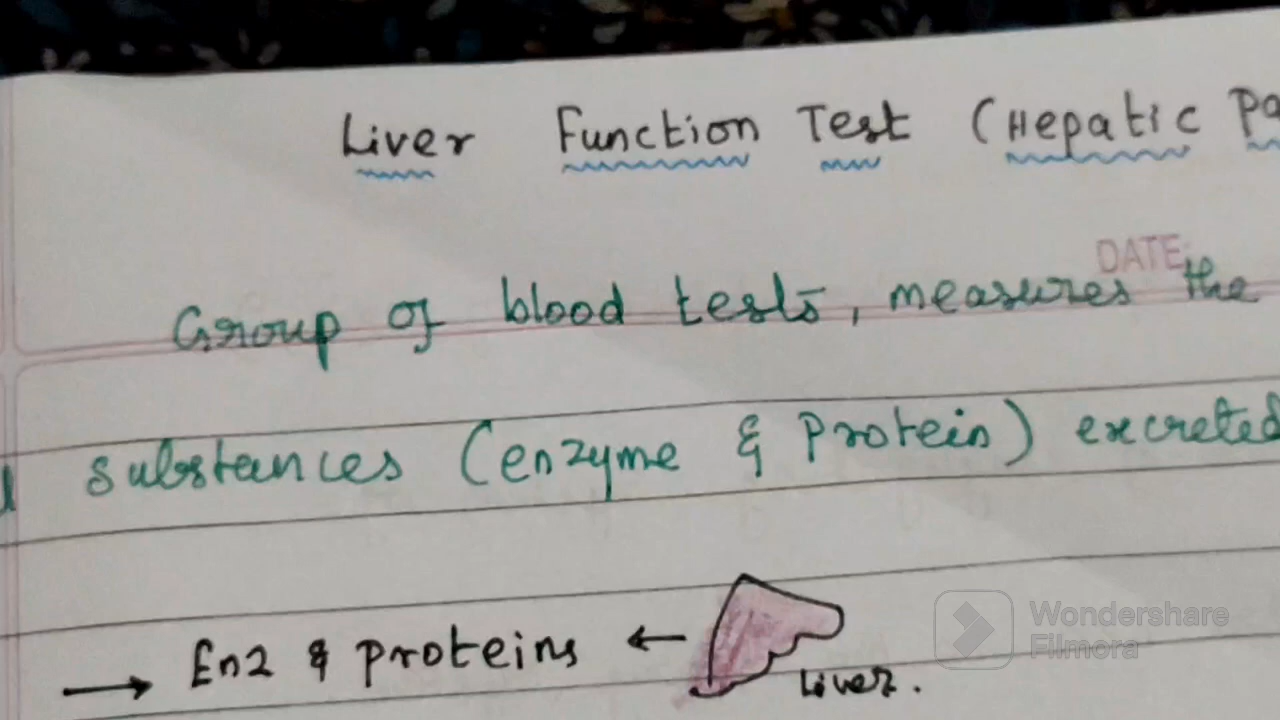 Liver Function Test (Hepatic Pa
DATE:
Group of blood tests, measures the
substances (enzyme & Protein) excreted
→ Enz & proteins ←
Liver.
Wondershare
Filmora